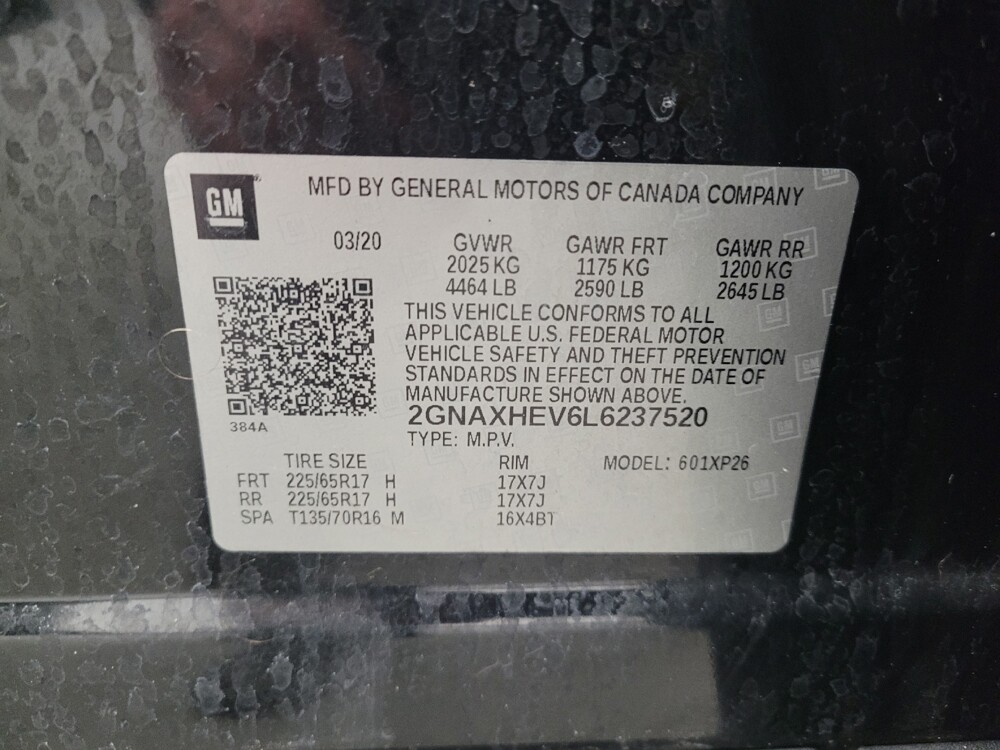 GM
MFD BY GENERAL MOTORS OF CANADA COMPANY
03/20 GVWR GAWR FRT GAWR RR
2025 KG 1175 KG 1200 KG
4464 LB 2590 LB 2645 LB
THIS VEHICLE CONFORMS TO ALL
APPLICABLE U.S. FEDERAL MOTOR
VEHICLE SAFETY AND THEFT PREVENTION
STANDARDS IN EFFECT ON THE DATE OF
MANUFACTURE SHOWN ABOVE.
2GNAXHEV6L6237520
384A
TYPE: M.P.V.
TIRE SIZE RIM MODEL: 601XP26
FRT 225/65R17 H 17X7J
RR 225/65R17 H 17X7J
SPA T135/70R16 M 16X4BT